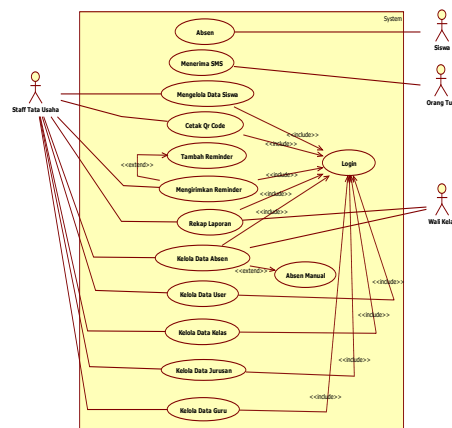 System
Absen
Siswa
Menerima SMS
Orang Tu
Staff Tata Usaha
Mengelola Data Siswa
Cetak Qr Code
<<include>>
<<include>>
Tambah Reminder
<<extend>>
Login
Mengirimkan Reminder
<<include>>
<<include>>
Rekap Laporan
<<include>>
Wali Kela
Kelola Data Absen
<<extend>>
Absen Manual
Kelola Data User
<<include>>
<<include>>
Kelola Data Kelas
<<include>>
Kelola Data Jurusan
<<include>>
Kelola Data Guru